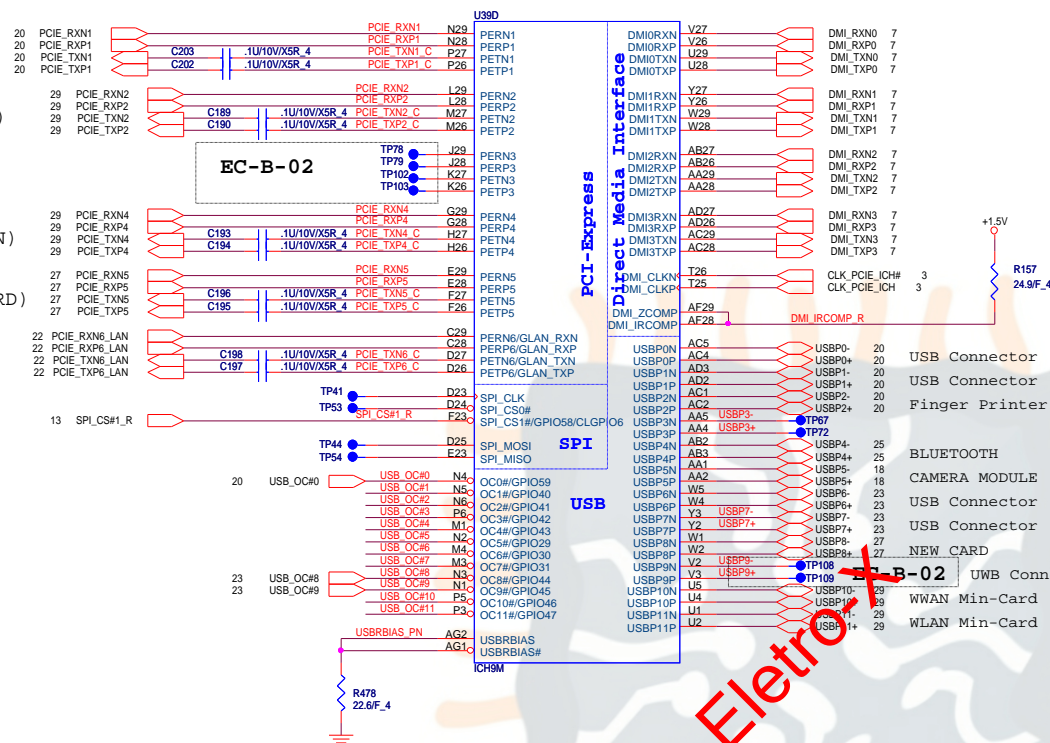 U39D
20 PCIE_RXN1 PCIE_RXN1 N29 PERN1 DMI0RXN V27 DMI_RXN0 7
20 PCIE_RXP1 PCIE_RXP1 N28 PERP1 DMI0RXP V26 DMI_RXP0 7
20 PCIE_TXN1 C203 .1U/10V/X5R_4 PCIE_TXN1_C P27 PETN1 DMI0TXN U29 DMI_TXN0 7
20 PCIE_TXP1 C202 .1U/10V/X5R_4 PCIE_TXP1_C P26 PETP1 DMI0TXP U28 DMI_TXP0 7
29 PCIE_RXN2 PCIE_RXN2 L29 PERN2 DMI1RXN Y27 DMI_RXN1 7
29 PCIE_RXP2 PCIE_RXP2 L28 PERP2 DMI1RXP Y26 DMI_RXP1 7
) 29 PCIE_TXN2 C189 .1U/10V/X5R_4 PCIE_TXN2_C M27 PETN2 DMI1TXN W29 DMI_TXN1 7
29 PCIE_TXP2 C190 .1U/10V/X5R_4 PCIE_TXP2_C M26 PETP2 DMI1TXP W28 DMI_TXP1 7
TP78 J29 PERN3 DMI2RXN AB27 DMI_RXN2 7
EC-B-02 TP79 J28 PERP3 DMI2RXP AB26 DMI_RXP2 7
TP102 K27 PETN3 DMI2TXN AA29 DMI_TXN2 7
TP103 K26 PETP3 DMI2TXP AA28 DMI_TXP2 7
PCI-Express
Direct Media Interface
29 PCIE_RXN4 PCIE_RXN4 G29 PERN4 DMI3RXN AD27 DMI_RXN3 7
29 PCIE_RXP4 PCIE_RXP4 G28 PERP4 DMI3RXP AD26 DMI_RXP3 7
N) 29 PCIE_TXN4 C193 .1U/10V/X5R_4 PCIE_TXN4_C H27 PETN4 DMI3TXN AC29 DMI_TXN3 7
29 PCIE_TXP4 C194 .1U/10V/X5R_4 PCIE_TXP4_C H26 PETP4 DMI3TXP AC28 DMI_TXP3 7
+1.5V
27 PCIE_RXN5 PCIE_RXN5 E29 PERN5 DMI_CLKN T26 CLK_PCIE_ICH# 3
27 PCIE_RXP5 PCIE_RXP5 E28 PERP5 DMI_CLKP T25 CLK_PCIE_ICH 3
RD) 27 PCIE_TXN5 C196 .1U/10V/X5R_4 PCIE_TXN5_C F27 PETN5
27 PCIE_TXP5 C195 .1U/10V/X5R_4 PCIE_TXP5_C F26 PETP5
R157
24.9/F_4
DMI_ZCOMP AF29
DMI_IRCOMP AF28 DMI_IRCOMP_R
22 PCIE_RXN6_LAN C29 PERN6/GLAN_RXN
22 PCIE_RXP6_LAN C28 PERP6/GLAN_RXP
22 PCIE_TXN6_LAN C198 .1U/10V/X5R_4 PCIE_TXN6_C D27 PETN6/GLAN_TXN
22 PCIE_TXP6_LAN C197 .1U/10V/X5R_4 PCIE_TXP6_C D26 PETP6/GLAN_TXP
TP41 D23 SPI_CLK
TP53 D24 SPI_CS0#
13 SPI_CS#1_R SPI_CS#1_R F23 SPI_CS1#/GPIO58/CLGPIO6
TP44 D25 SPI_MOSI
TP54 E23 SPI_MISO
SPI
USBP0N AC5 USBP0- 20 USB Connector
USBP0P AC4 USBP0+ 20
USBP1N AD3 USBP1- 20 USB Connector
USBP1P AD2 USBP1+ 20
USBP2N AC1 USBP2- 20 Finger Printer
USBP2P AC2 USBP2+ 20
USBP3N AA5 USBP3- TP67
USBP3P AA4 USBP3+ TP72
USBP4N AB2 USBP4- 25 BLUETOOTH
USBP4P AB3 USBP4+ 25
USBP5N AA1 USBP5- 18 CAMERA MODULE
USBP5P AA2 USBP5+ 18
USBP6N W5 USBP6- 23 USB Connector
USBP6P W4 USBP6+ 23
USBP7N Y3 USBP7- USBP7- 23 USB Connector
USBP7P Y2 USBP7+ USBP7+ 23
USBP8N W1 USBP8- 27 NEW CARD
USBP8P W2 USBP8+ 27
USBP9N V2 USBP9- TP108 EC-B-02
USBP9P V3 USBP9+ TP109 UWB Conn
USBP10N U5 USBP10- 29 WWAN Min-Card
USBP10P U4 29
USBP11N U1 29 WLAN Min-Card
USBP11P U2 29
USB
20 USB_OC#0 USB_OC#0 N4 OC0#/GPIO59
USB_OC#1 N5 OC1#/GPIO40
USB_OC#2 N6 OC2#/GPIO41
USB_OC#3 P6 OC3#/GPIO42
USB_OC#4 M1 OC4#/GPIO43
USB_OC#5 N2 OC5#/GPIO29
USB_OC#6 M4 OC6#/GPIO30
USB_OC#7 M3 OC7#/GPIO31
23 USB_OC#8 USB_OC#8 N3 OC8#/GPIO44
23 USB_OC#9 USB_OC#9 N1 OC9#/GPIO45
USB_OC#10 P5 OC10#/GPIO46
USB_OC#11 P3 OC11#/GPIO47
USBRBIAS_PN AG2 USBRBIAS
AG1 USBRBIAS#
ICH9M
R478
22.6/F_4
Eletro-X